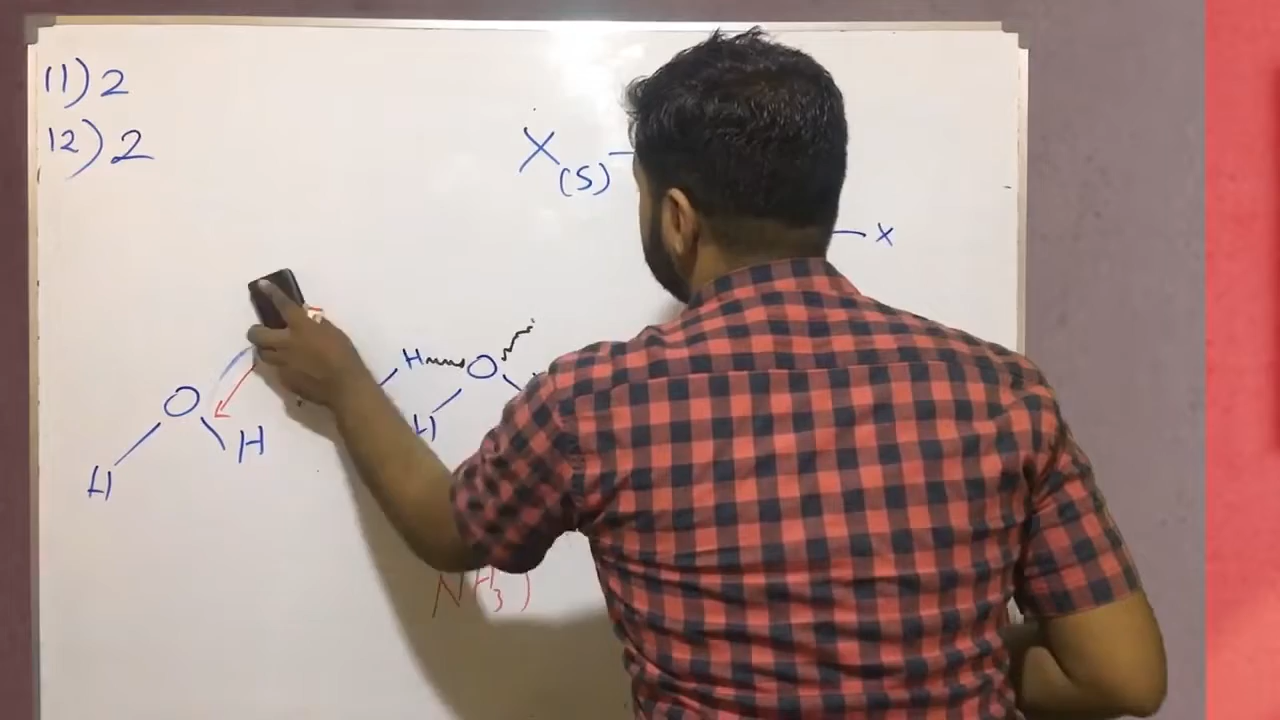 11) 2
12) 2
X(s) —
— x
H O
O
H
H
H
NH3)